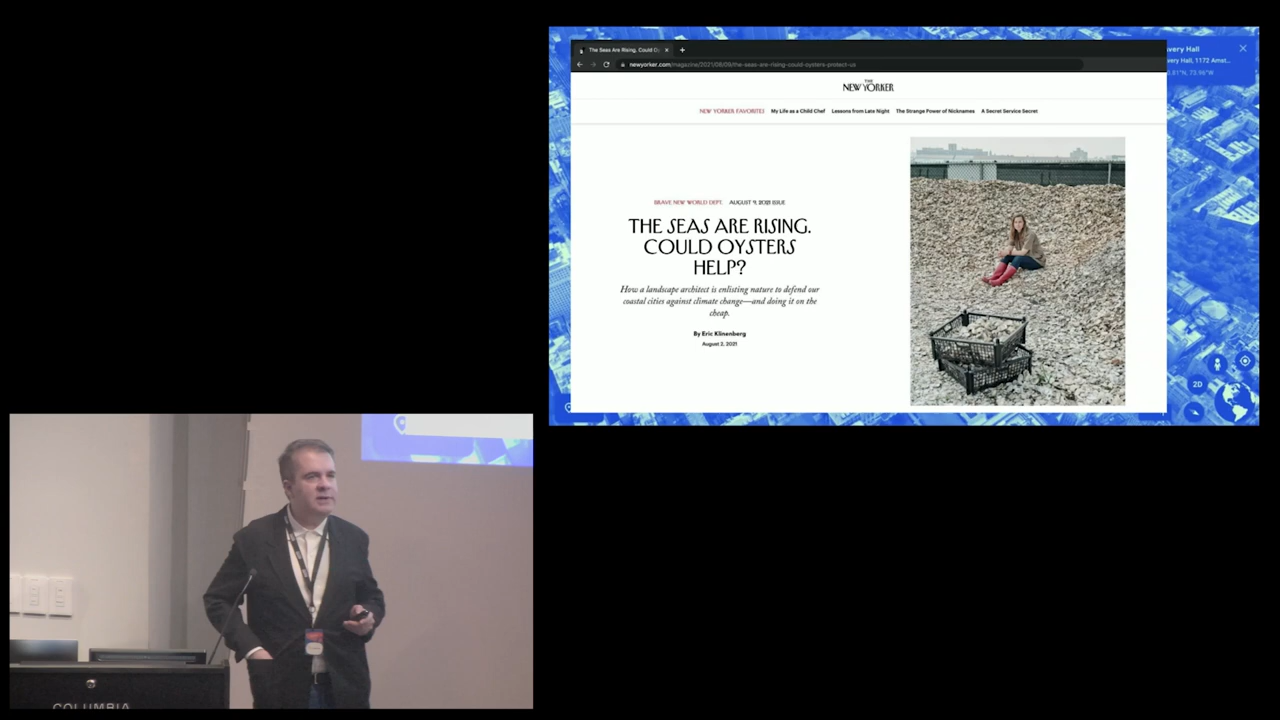 The Seas Are Rising. Could Oy
newyorker.com/magazine/2021/08/09/the-seas-are-rising-could-oysters-protect-us
THE
NEW YORKER
NEW YORKER FAVORITES
My Life as a Child Chef
Lessons from Late Night
The Strange Power of Nicknames
A Secret Service Secret
BRAVE NEW WORLD DEPT.
AUGUST 9, 2021 ISSUE
THE SEAS ARE RISING.
COULD OYSTERS
HELP?
How a landscape architect is enlisting nature to defend our
coastal cities against climate change—and doing it on the
cheap.
By Eric Klinenberg
August 2, 2021
very Hall
very Hall, 1172 Amst...
.81°N, 73.96°W
2D
COLUMBIA